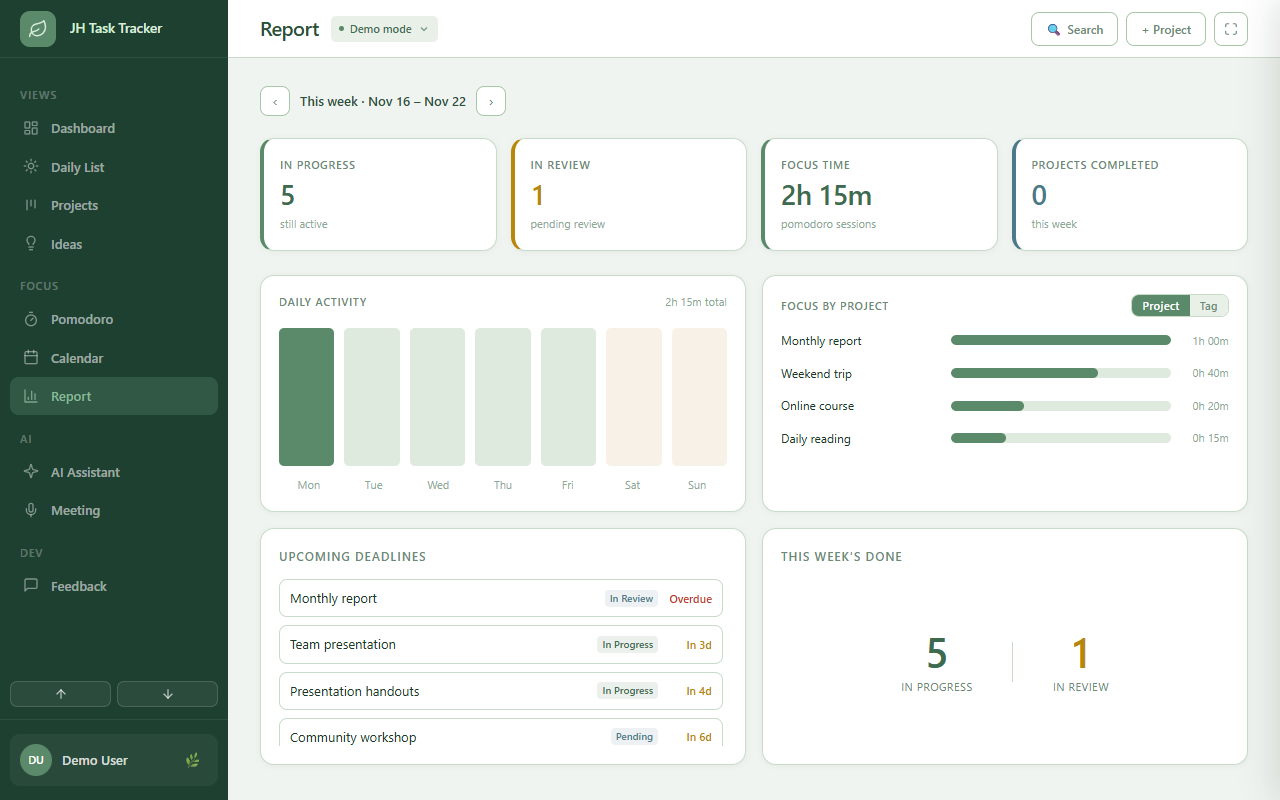 JH Task Tracker
VIEWS
Dashboard
Daily List
Projects
Ideas
FOCUS
Pomodoro
Calendar
Report
AI
AI Assistant
Meeting
DEV
Feedback
↑ ↓
DU Demo User
Report Demo mode
Search + Project
‹ This week · Nov 16 – Nov 22 ›
IN PROGRESS
5
still active
IN REVIEW
1
pending review
FOCUS TIME
2h 15m
pomodoro sessions
PROJECTS COMPLETED
0
this week
DAILY ACTIVITY 2h 15m total
Mon Tue Wed Thu Fri Sat Sun
FOCUS BY PROJECT Project Tag
Monthly report 1h 00m
Weekend trip 0h 40m
Online course 0h 20m
Daily reading 0h 15m
UPCOMING DEADLINES
Monthly report In Review Overdue
Team presentation In Progress In 3d
Presentation handouts In Progress In 4d
Community workshop Pending In 6d
THIS WEEK'S DONE
5 1
IN PROGRESS IN REVIEW